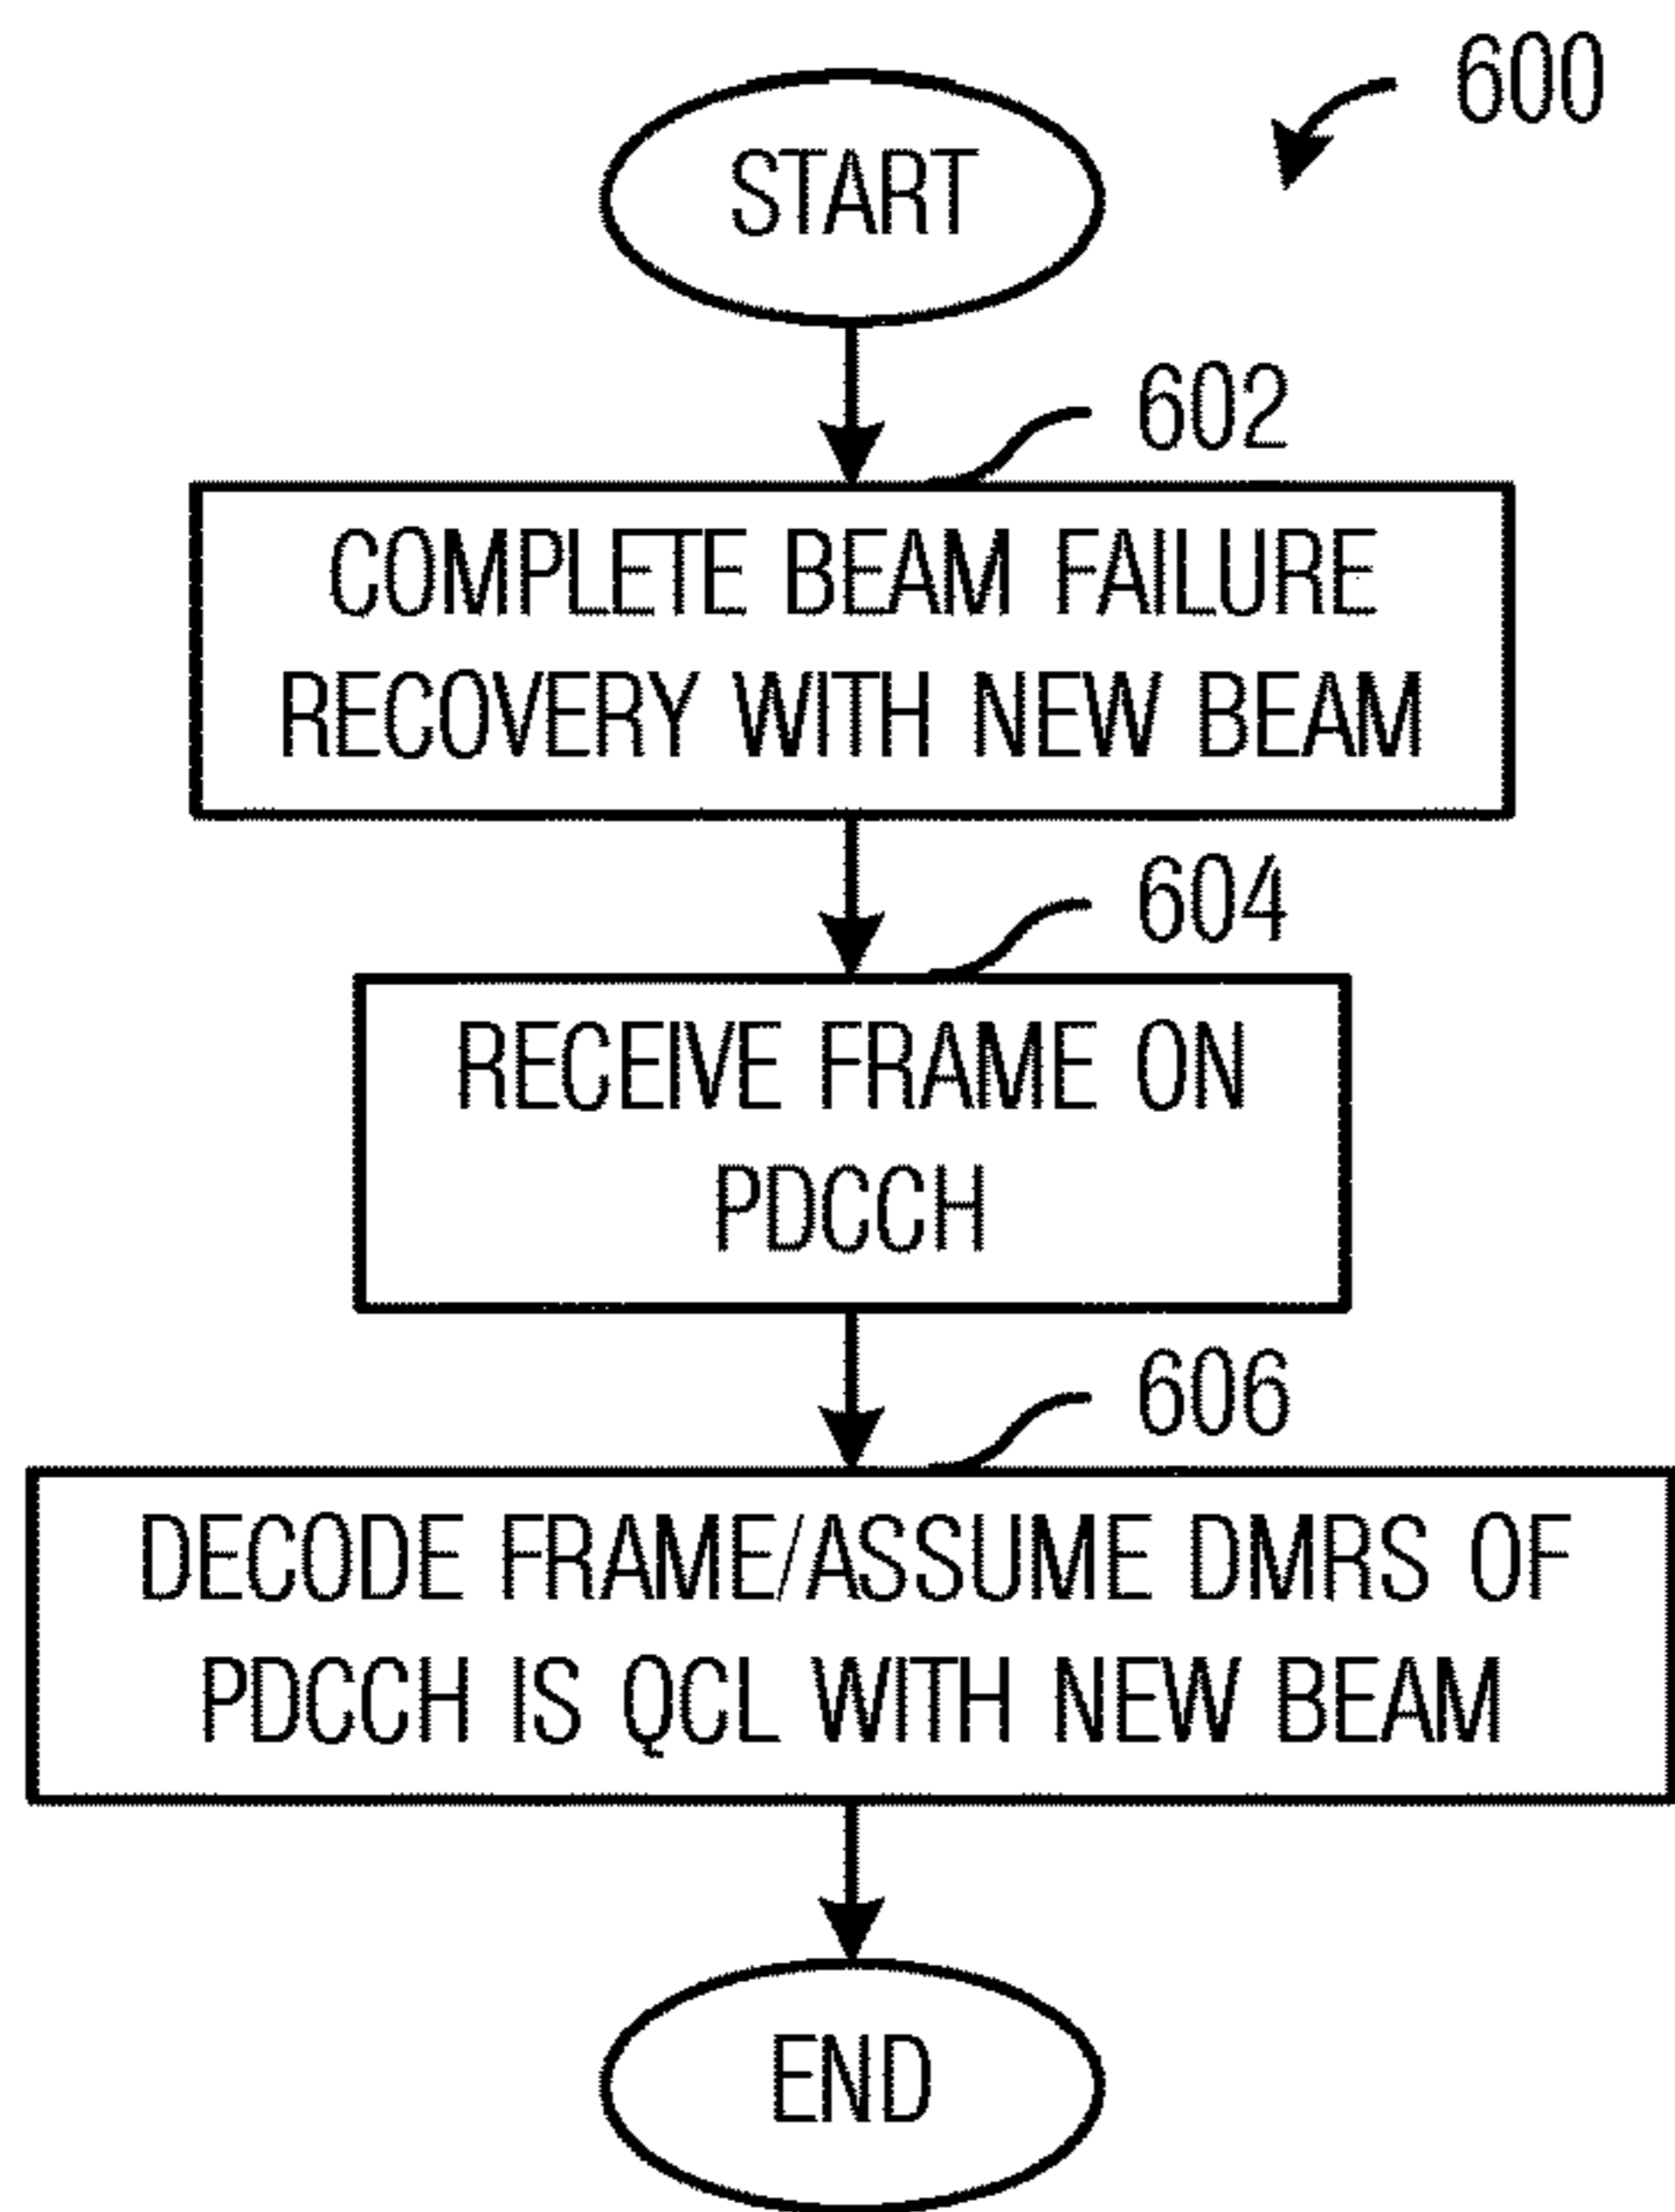 600
START
602
COMPLETE BEAM FAILURE
RECOVERY WITH NEW BEAM
604
RECEIVE FRAME ON
PDCCH
606
DECODE FRAME/ASSUME DMRS OF
PDCCH IS QCL WITH NEW BEAM
END